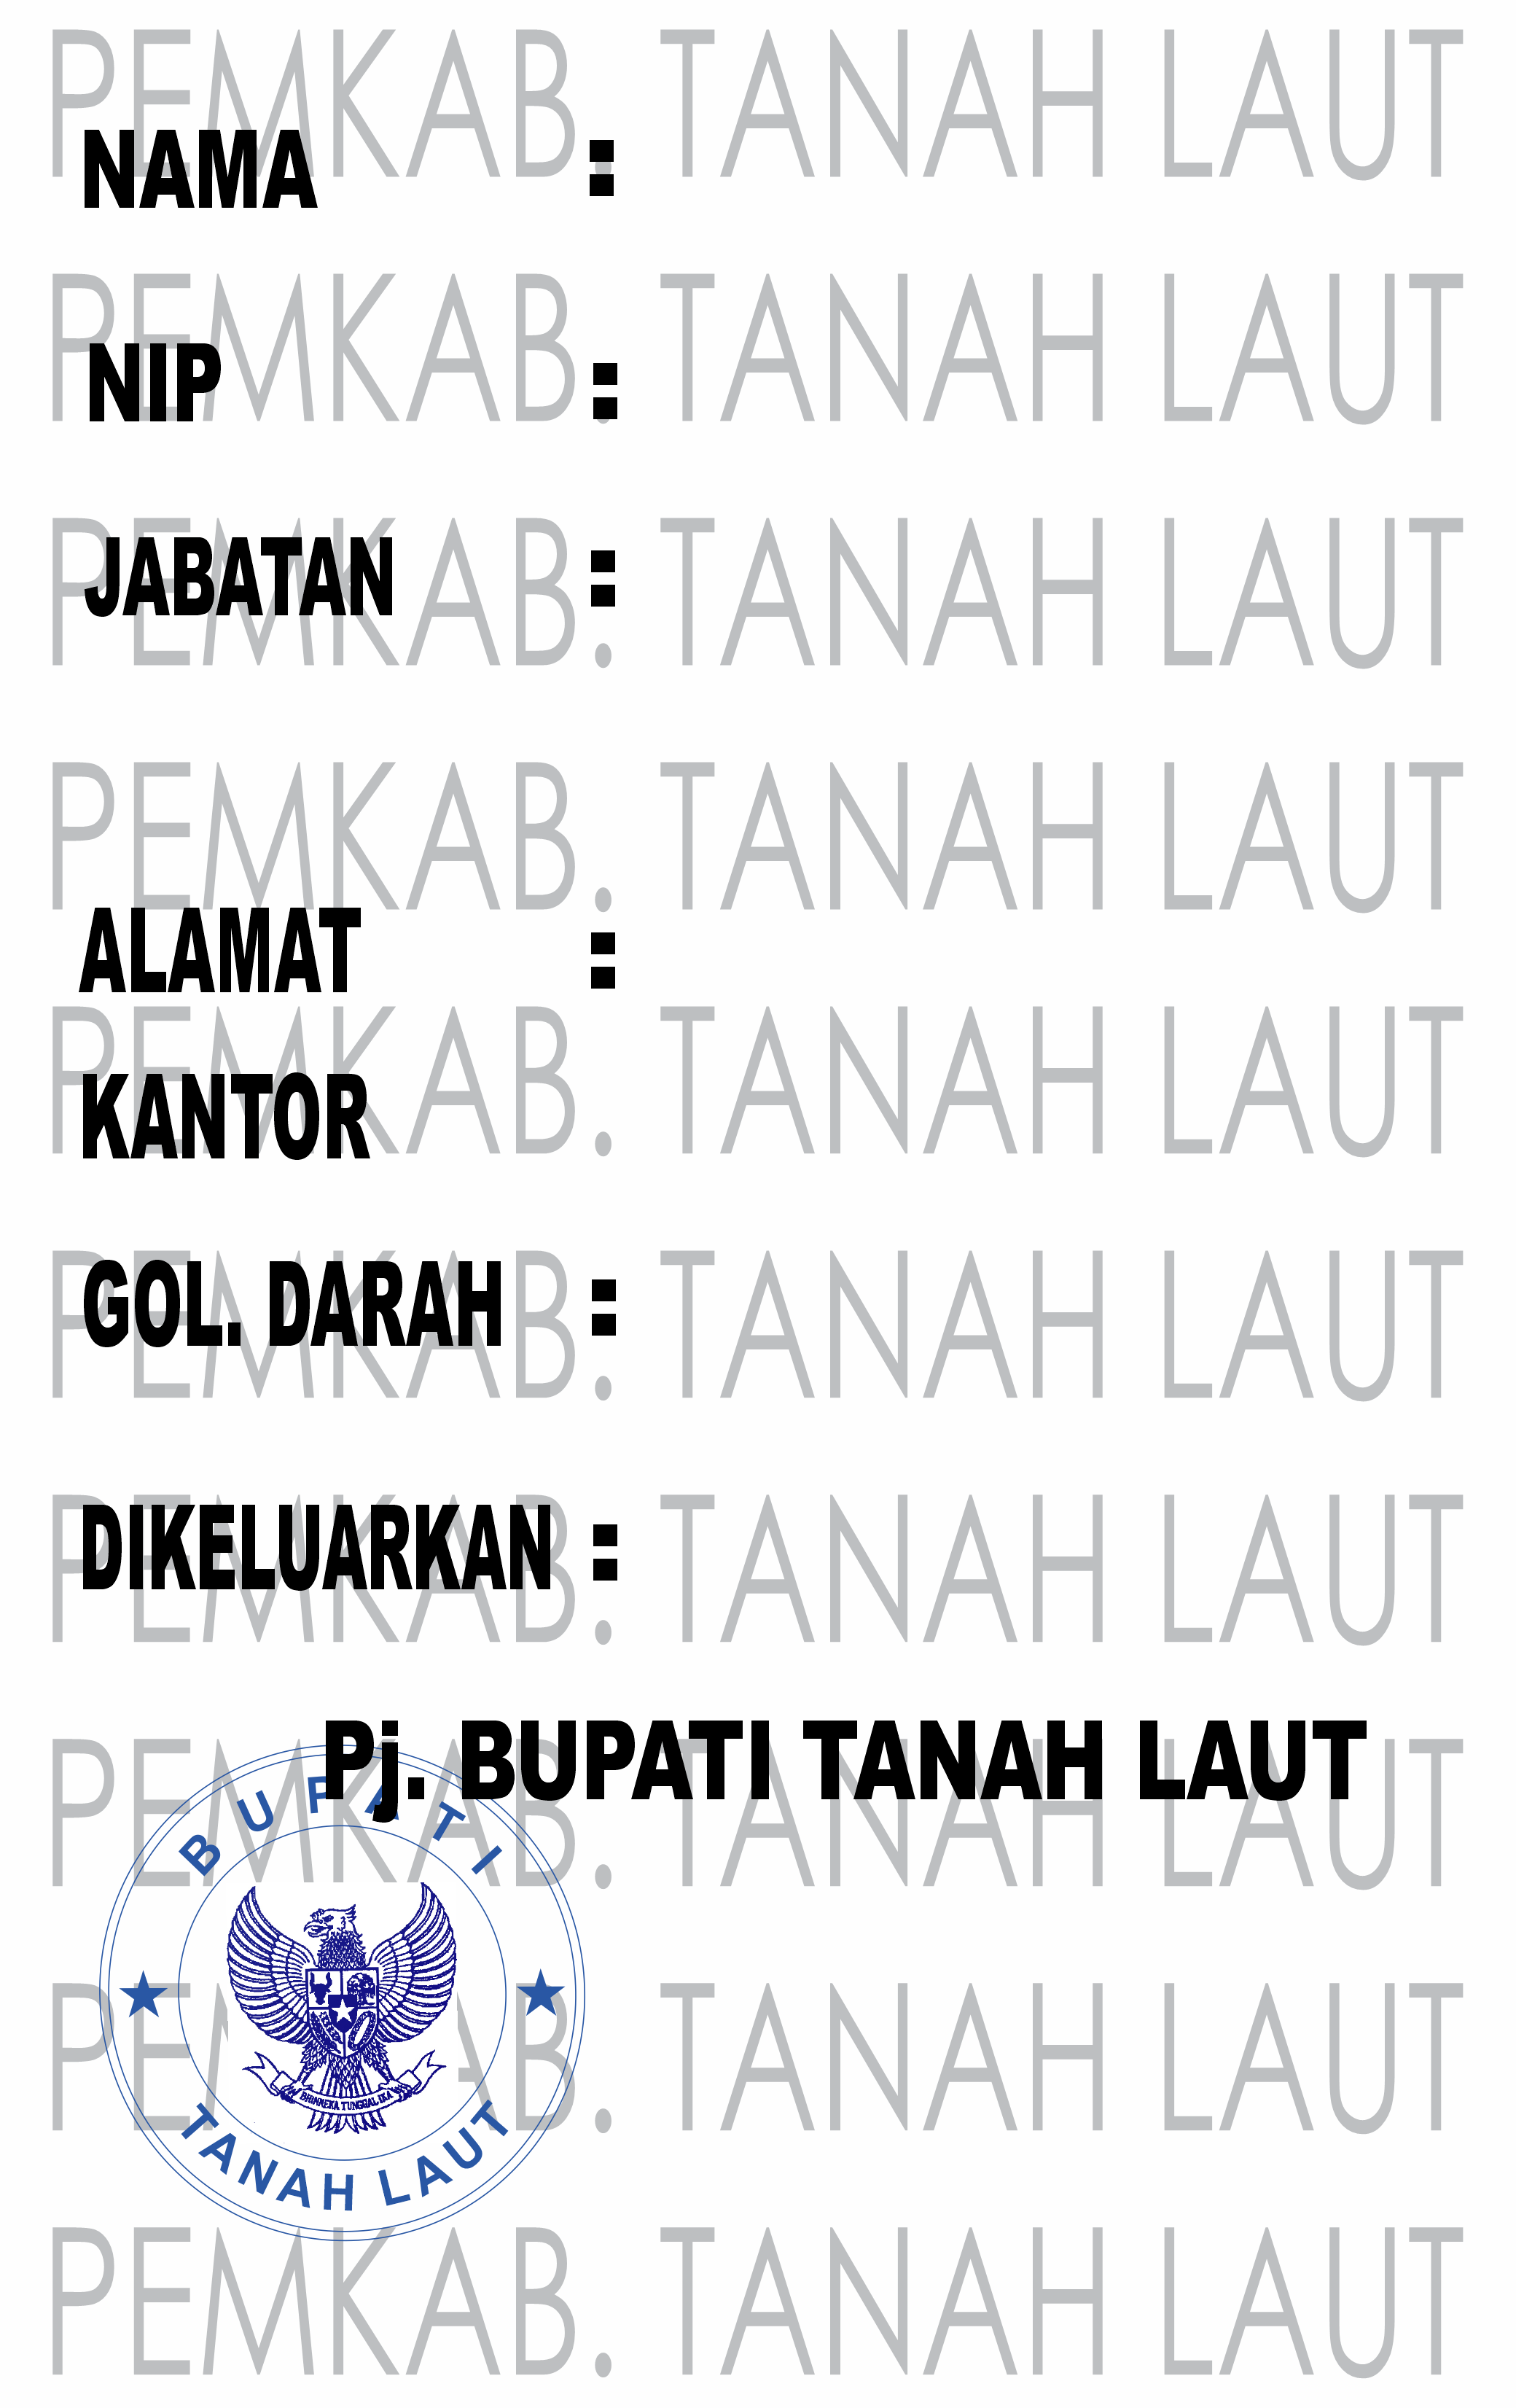 PEMKAB. TANAH LAUT
NAMA :
PEMKAB. TANAH LAUT
NIP :
PEMKAB. TANAH LAUT
JABATAN :
PEMKAB. TANAH LAUT
ALAMAT :
PEMKAB. TANAH LAUT
KANTOR
PEMKAB. TANAH LAUT
GOL. DARAH :
PEMKAB. TANAH LAUT
DIKELUARKAN :
Pj. BUPATI TANAH LAUT
PEMKAB. TANAH LAUT
BUPATI
PEMKAB. TANAH LAUT
BHINNEKA TUNGGAL IKA
TANAH LAUT
PEMKAB. TANAH LAUT